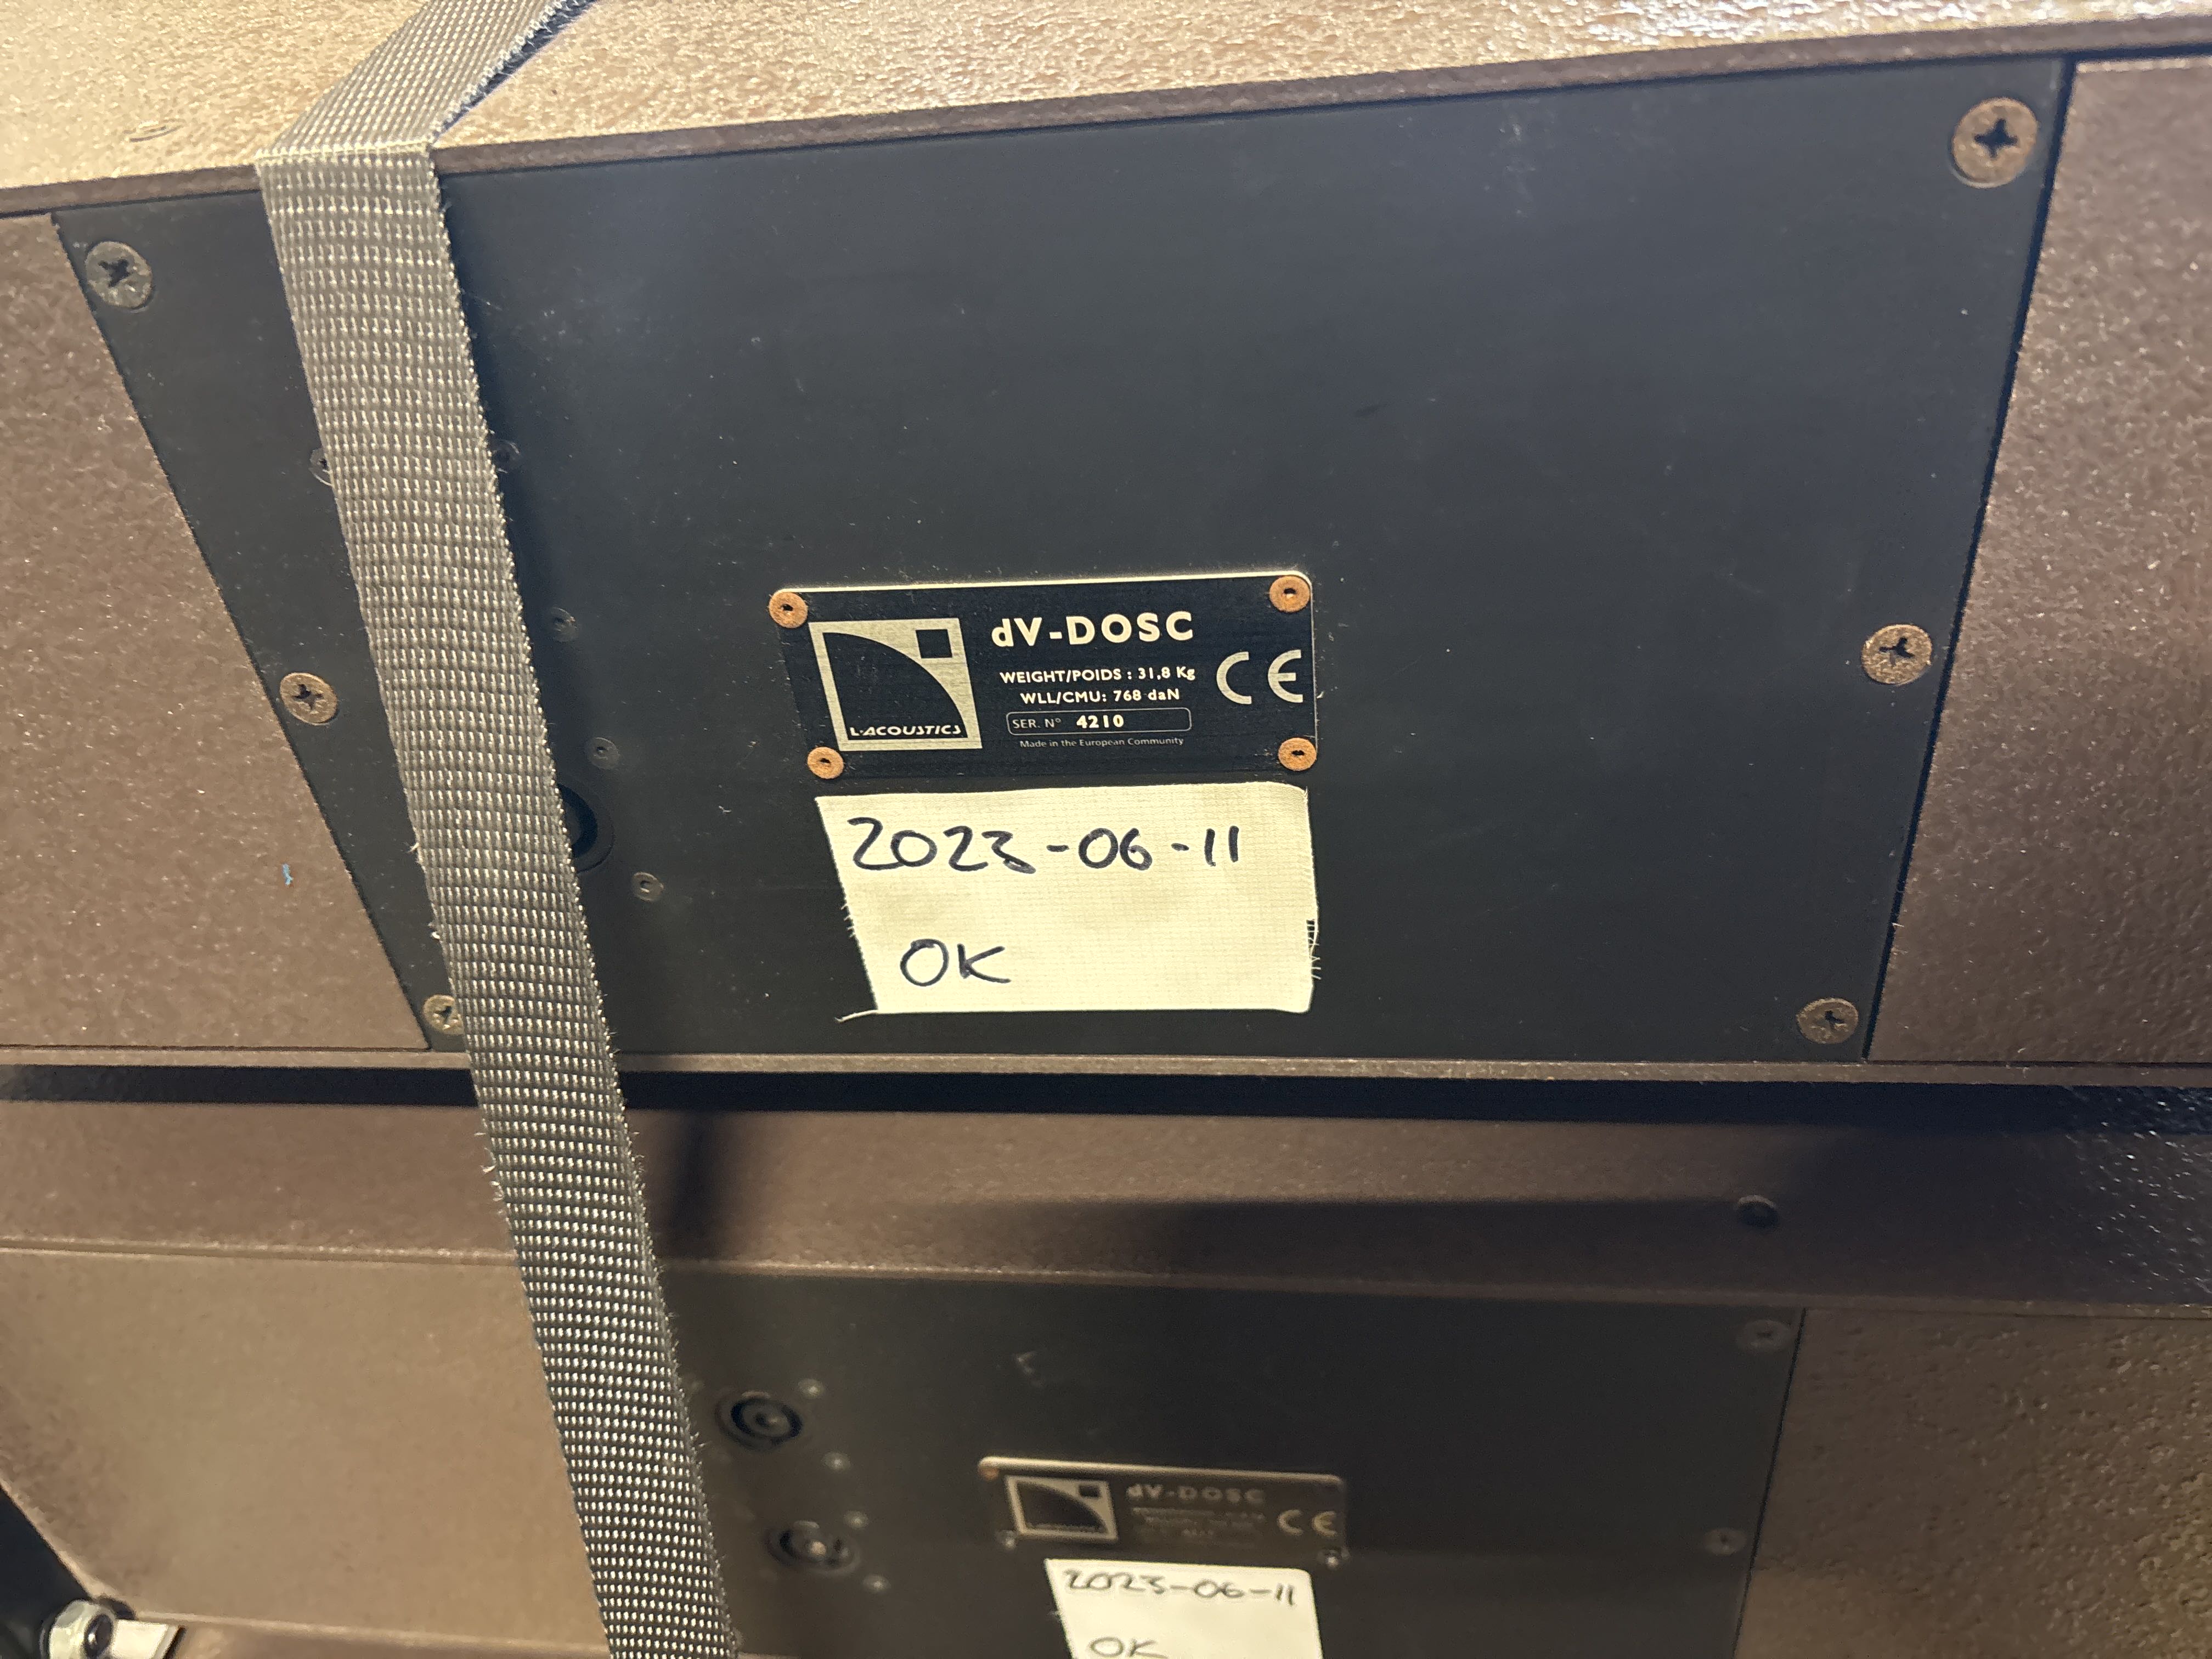 dV-DOSC
WEIGHT/POIDS : 31,8 Kg
WLL/CMU: 768 daN
SER. N° 4210
Made in the European Community
L-ACOUSTICS
CE
2023-06-11
OK
dV-DOSC
L-ACOUSTICS
CE
2023-06-11
OK